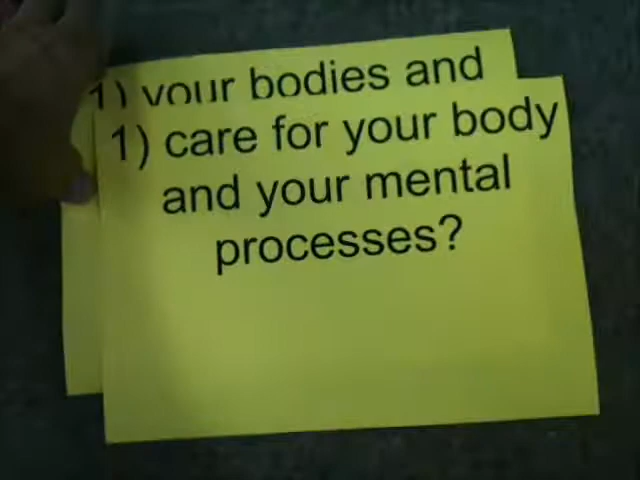 1) your bodies and
1) care for your body
and your mental
processes?